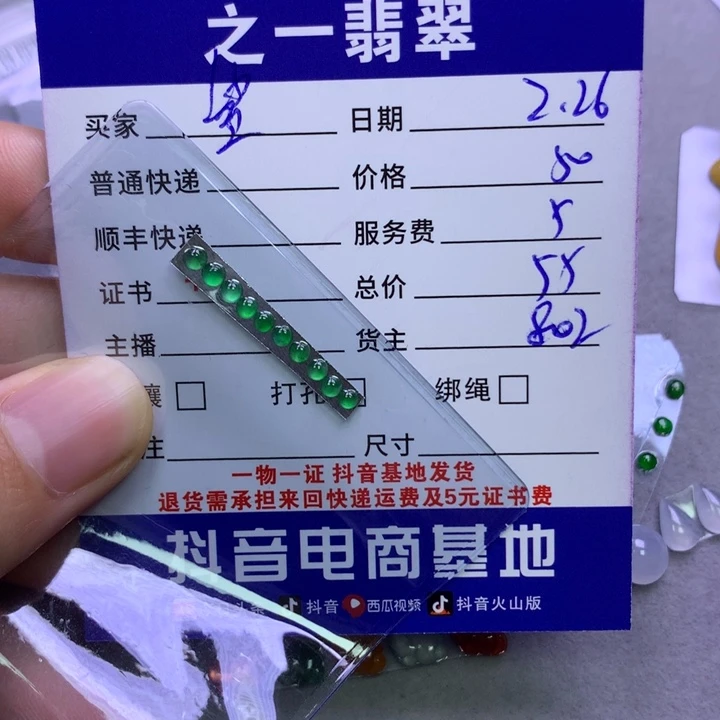 之一翡翠
买家 日期 2.26
普通快递 价格 50
顺丰快递 服务费 5
证书 总价 55
主播 货主 802
镶 □ 打孔 □ 绑绳 □
注 尺寸
一物一证 抖音基地发货
退货需承担来回快递运费及5元证书费
抖音电商基地
头条 抖音 西瓜视频 抖音火山版